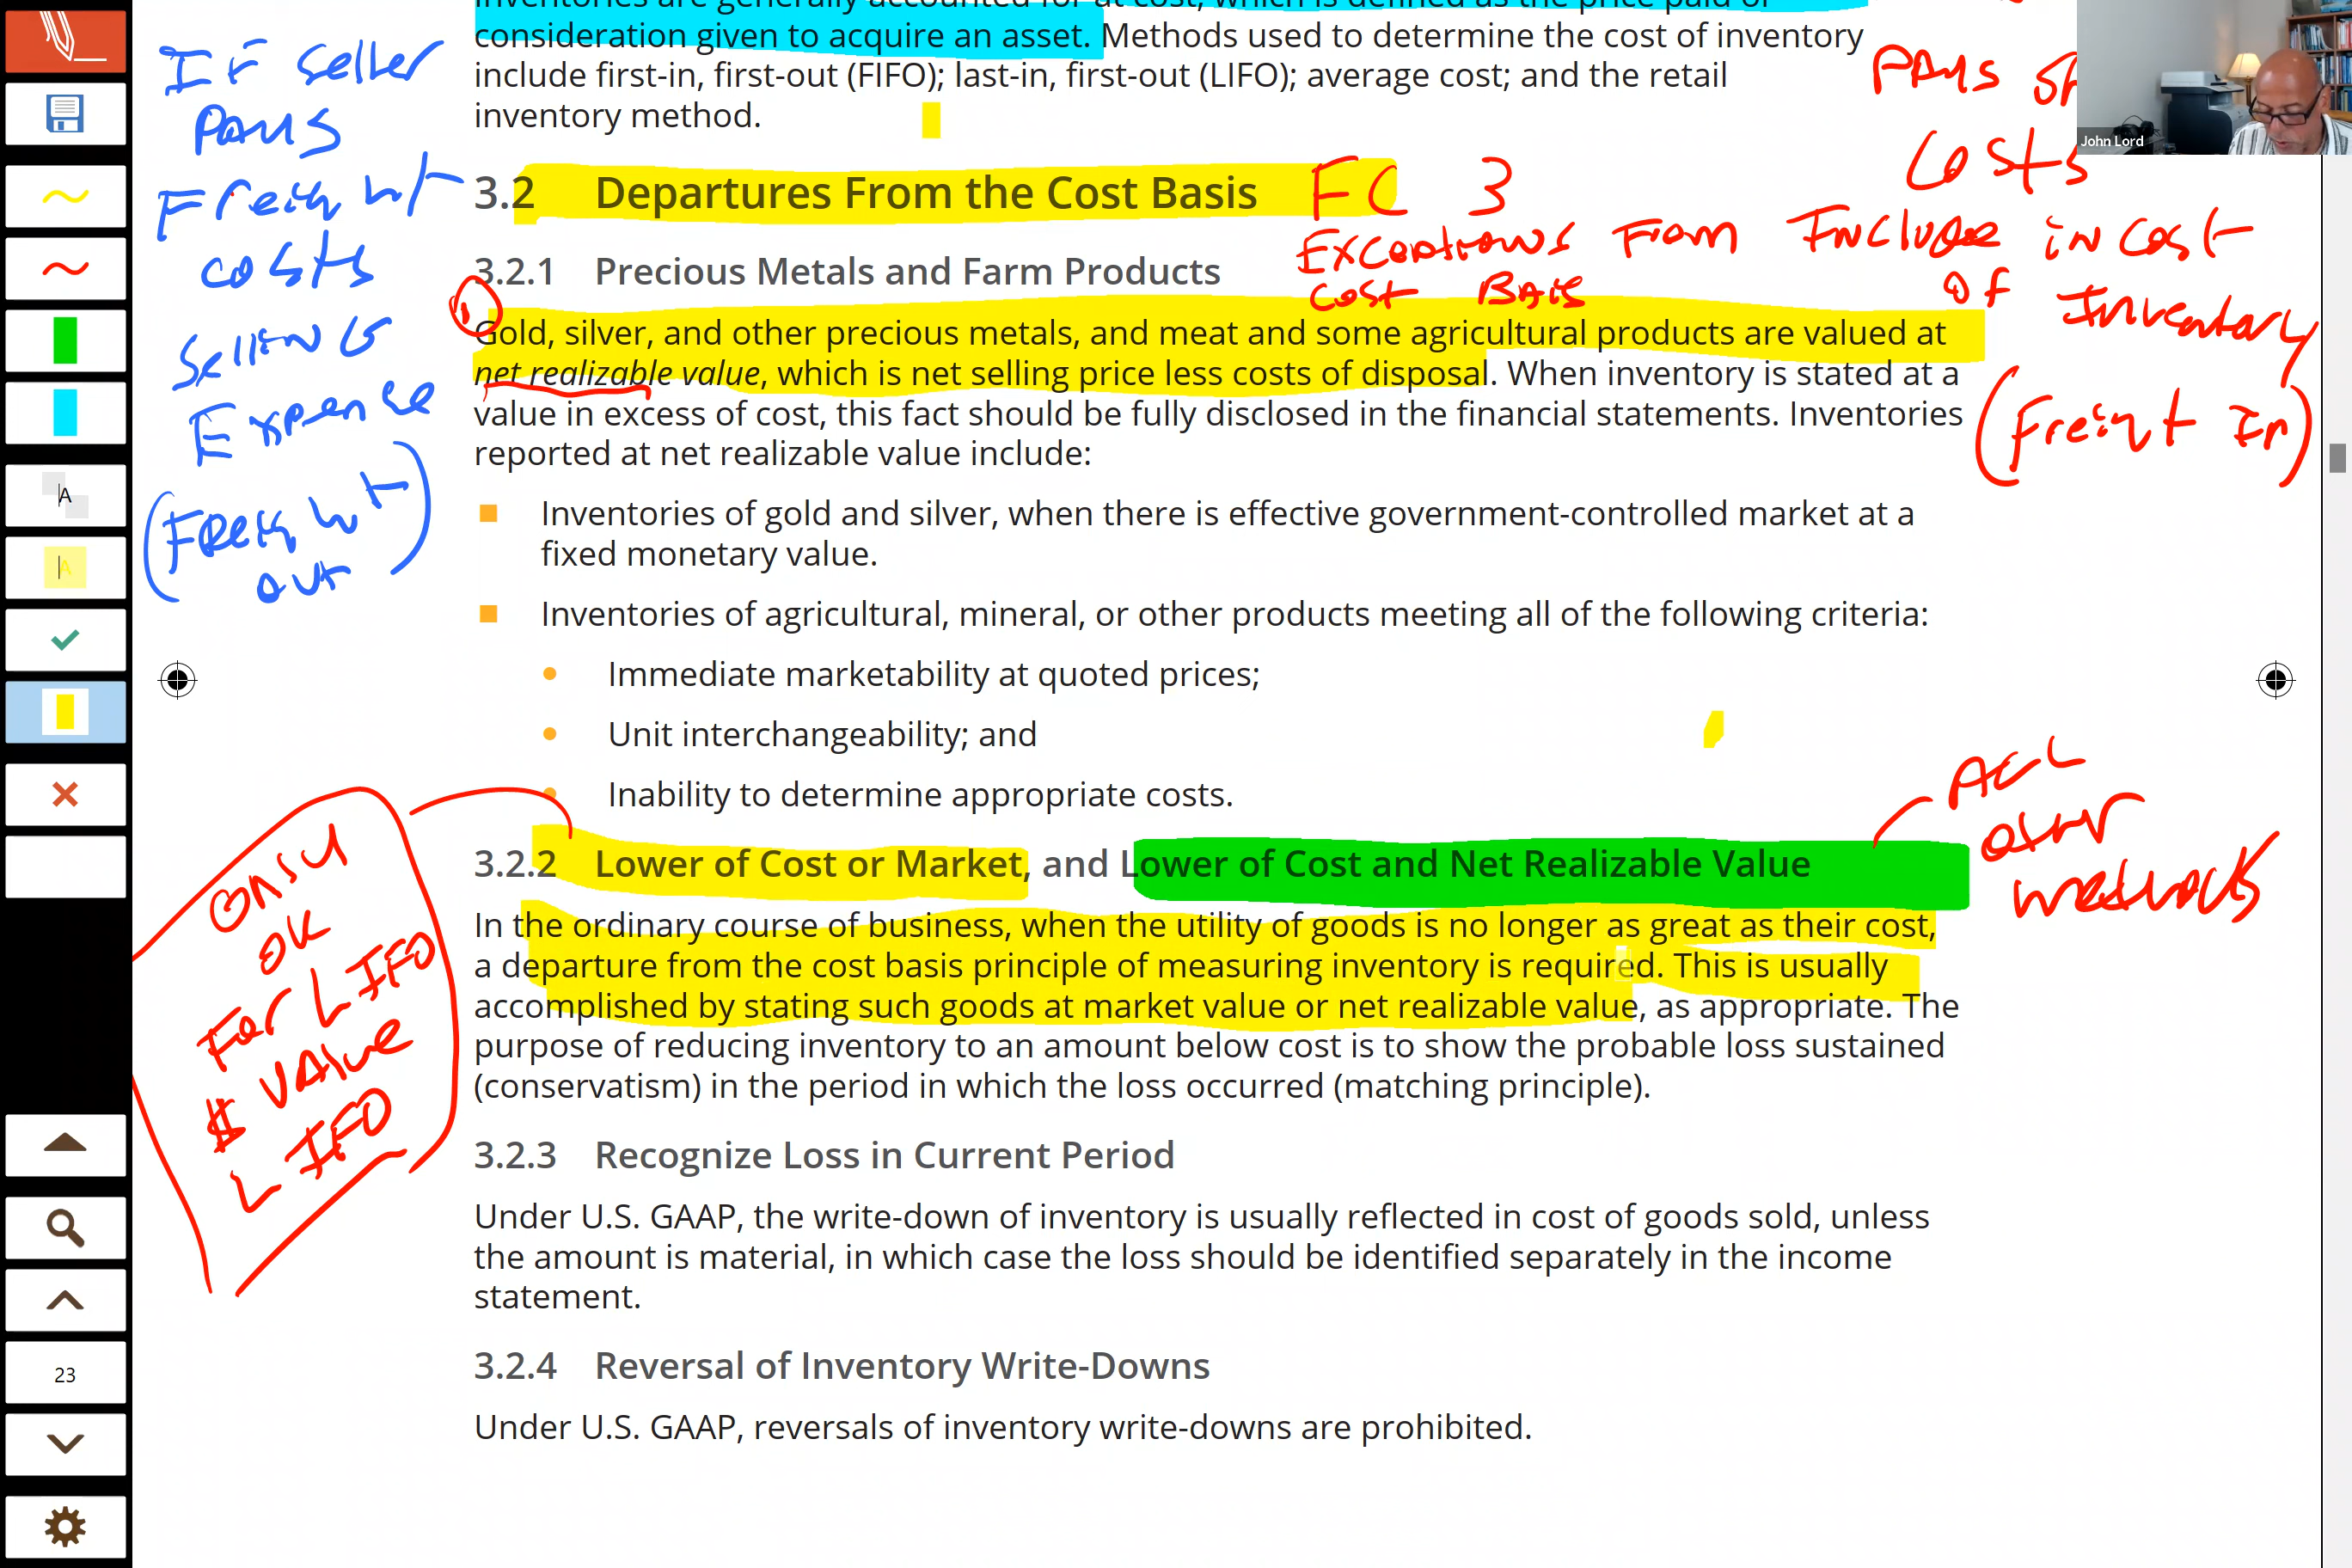 Inventories are generally accounted for at cost, which is defined as the price paid or
consideration given to acquire an asset. Methods used to determine the cost of inventory
include first-in, first-out (FIFO); last-in, first-out (LIFO); average cost; and the retail
inventory method.
3.2 Departures From the Cost Basis
FC 3
Exceptions From
Cost Basis
3.2.1 Precious Metals and Farm Products
1
Gold, silver, and other precious metals, and meat and some agricultural products are valued at
net realizable value, which is net selling price less costs of disposal. When inventory is stated at a
value in excess of cost, this fact should be fully disclosed in the financial statements. Inventories
reported at net realizable value include:
Inventories of gold and silver, when there is effective government-controlled market at a
fixed monetary value.
Inventories of agricultural, mineral, or other products meeting all of the following criteria:
Immediate marketability at quoted prices;
Unit interchangeability; and
Inability to determine appropriate costs.
3.2.2 Lower of Cost or Market, and Lower of Cost and Net Realizable Value
In the ordinary course of business, when the utility of goods is no longer as great as their cost,
a departure from the cost basis principle of measuring inventory is required. This is usually
accomplished by stating such goods at market value or net realizable value, as appropriate. The
purpose of reducing inventory to an amount below cost is to show the probable loss sustained
(conservatism) in the period in which the loss occurred (matching principle).
3.2.3 Recognize Loss in Current Period
Under U.S. GAAP, the write-down of inventory is usually reflected in cost of goods sold, unless
the amount is material, in which case the loss should be identified separately in the income
statement.
3.2.4 Reversal of Inventory Write-Downs
Under U.S. GAAP, reversals of inventory write-downs are prohibited.
If seller
Pays
Freight
costs
Selling
Expense
(Freight
out)
Only
OK
For LIFO
$ Value
LIFO
Pays
Costs
Include in cost
of Inventory
(Freight In)
All
other
methods
John Lord
A
A
23